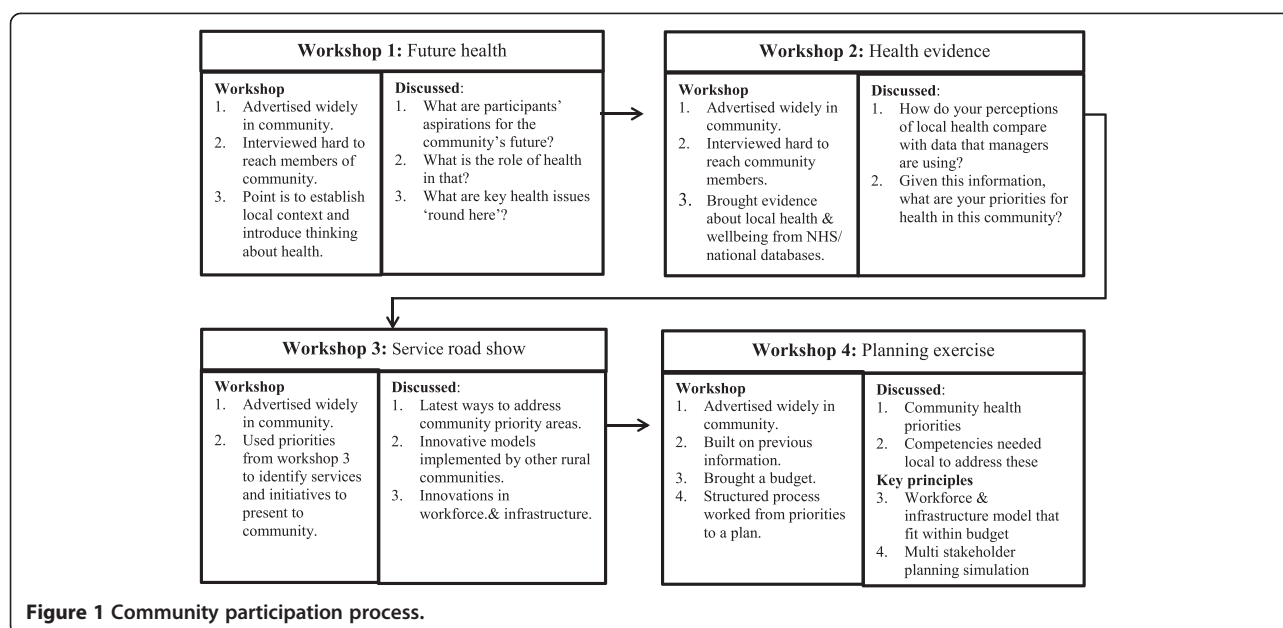 Workshop 1: Future health
Workshop
1. Advertised widely
in community.
2. Interviewed hard to
reach members of
community.
3. Point is to establish
local context and
introduce thinking
about health.
Discussed:
1. What are participants’
aspirations for the
community’s future?
2. What is the role of health
in that?
3. What are key health issues
‘round here’?
Workshop 2: Health evidence
Workshop
1. Advertised widely in
community.
2. Interviewed hard to
reach community
members.
3. Brought evidence
about local health &
wellbeing from NHS/
national databases.
Discussed:
1. How do your perceptions
of local health compare
with data that managers
are using?
2. Given this information,
what are your priorities for
health in this community?
Workshop 3: Service road show
Workshop
1. Advertised widely
in community.
2. Used priorities
from workshop 3
to identify services
and initiatives to
present to
community.
Discussed:
1. Latest ways to address
community priority areas.
2. Innovative models
implemented by other rural
communities.
3. Innovations in
workforce.& infrastructure.
Workshop 4: Planning exercise
Workshop
1. Advertised widely in
community.
2. Built on previous
information.
3. Brought a budget.
4. Structured process
worked from priorities
to a plan.
Discussed:
1. Community health
priorities
2. Competencies needed
local to address these
Key principles
3. Workforce &
infrastructure model that
fit within budget
4. Multi stakeholder
planning simulation
Figure 1 Community participation process.